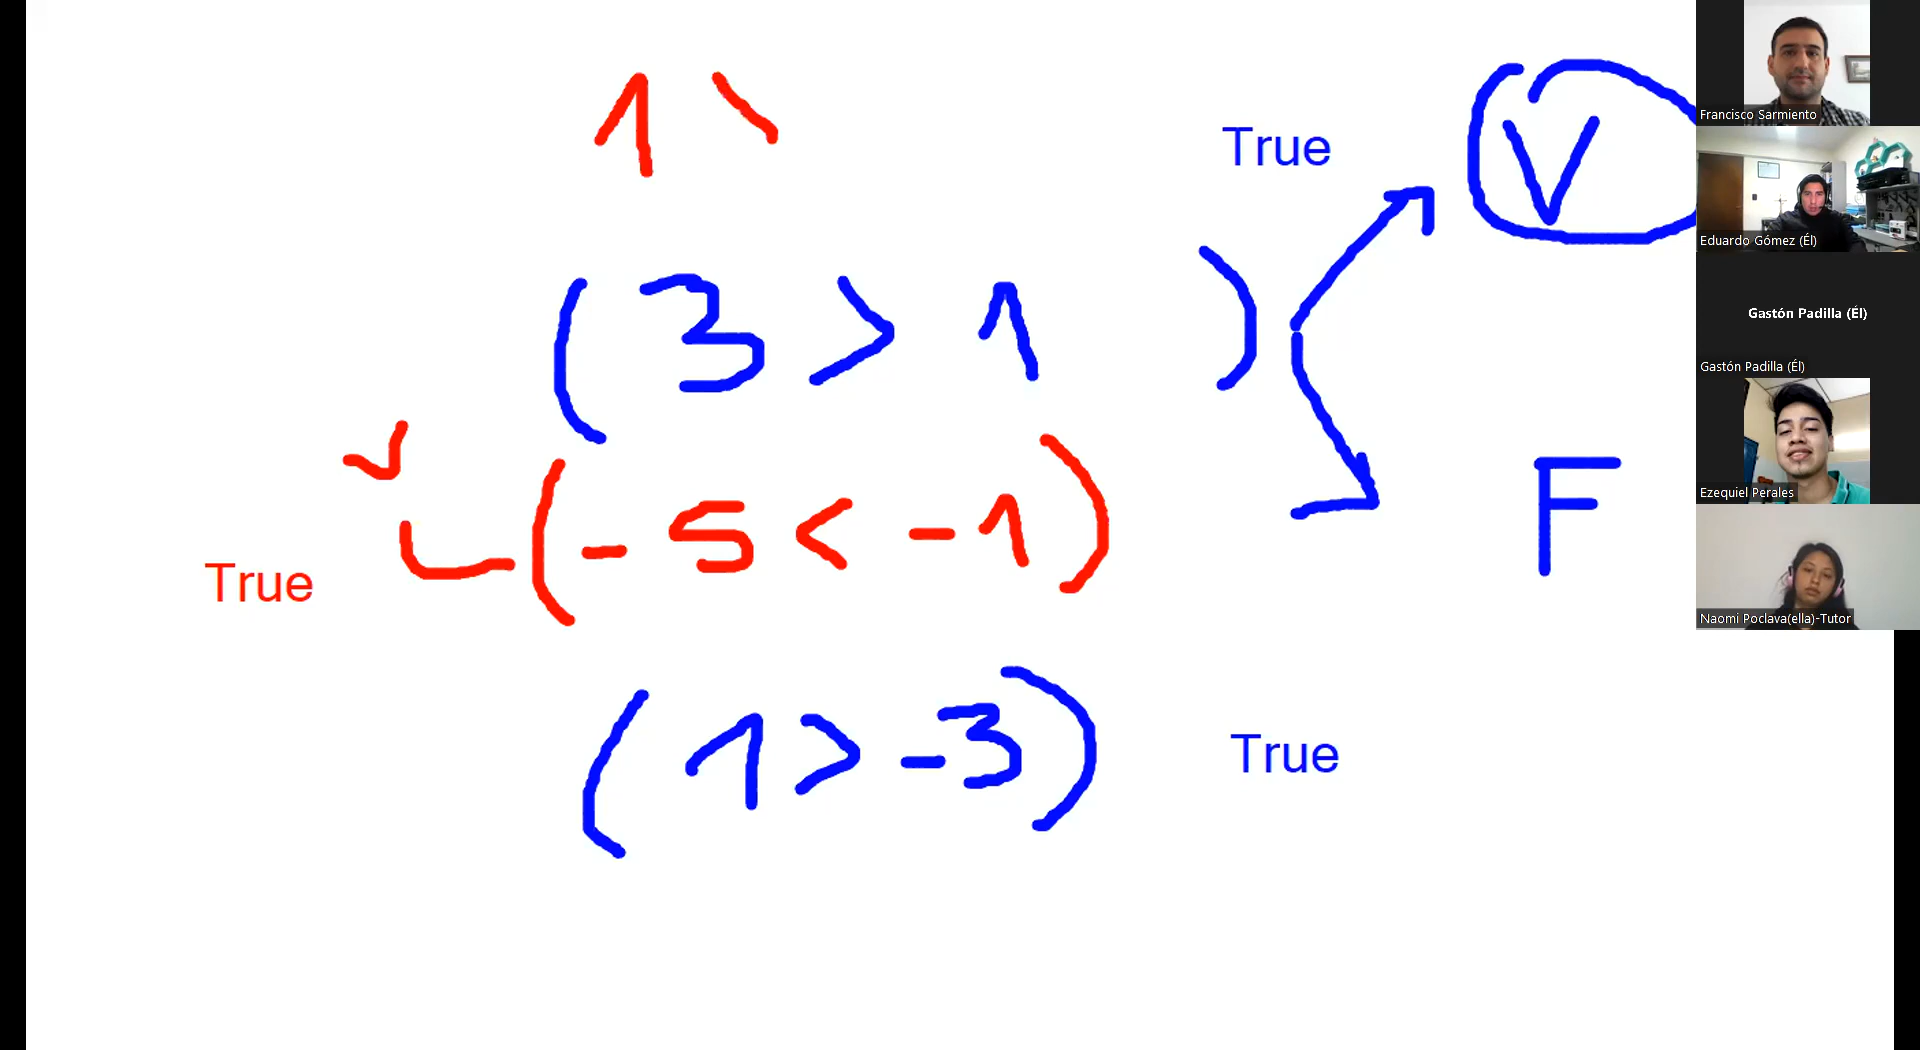 1 \
True V
( 3 > 1 )
True (- 5 < - 1)
F
( 1 > - 3 ) True
Francisco Sarmiento
Eduardo Gómez (Él)
Gastón Padilla (Él)
Gastón Padilla (Él)
Ezequiel Perales
Naomi Poclava(ella)-Tutor